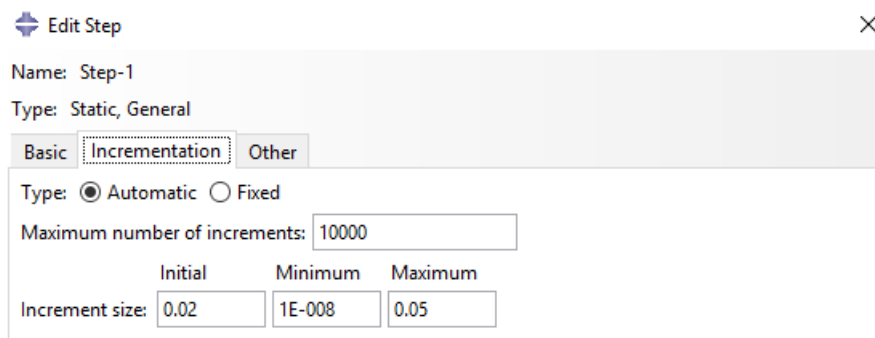 Edit Step
Name: Step-1
Type: Static, General
Basic Incrementation Other
Type: Automatic Fixed
Maximum number of increments: 10000
Initial Minimum Maximum
Increment size: 0.02 1E-008 0.05